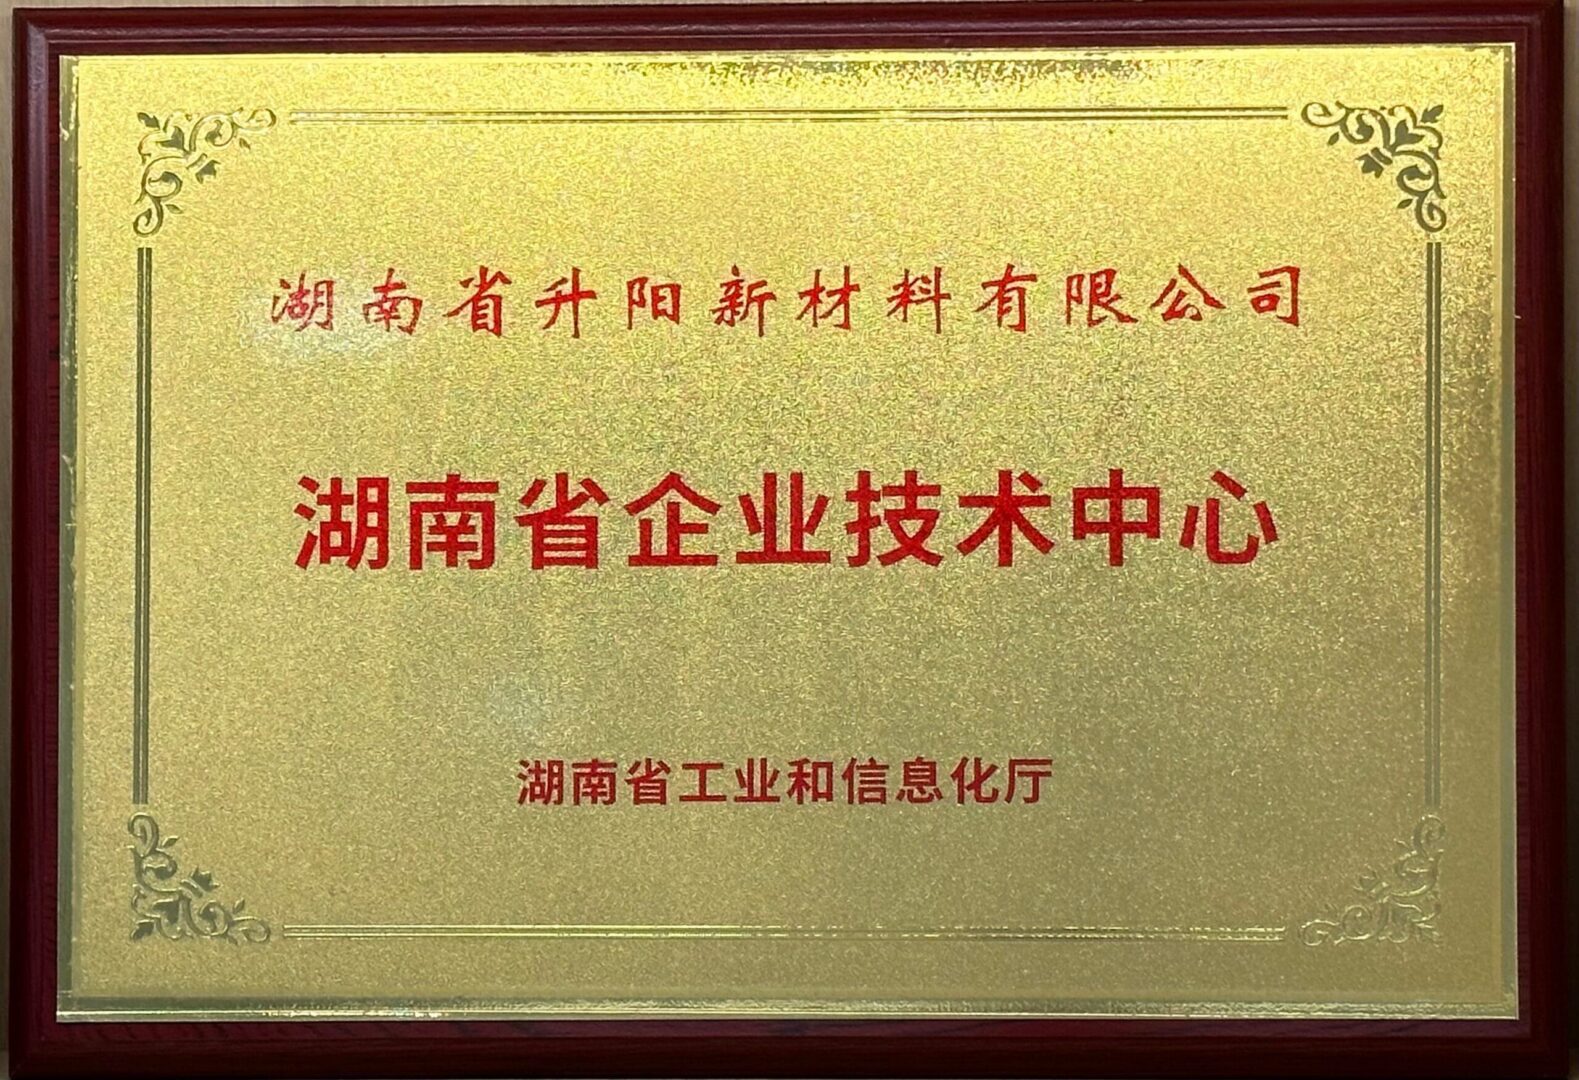 湖南省升阳新材料有限公司
湖南省企业技术中心
湖南省工业和信息化厅